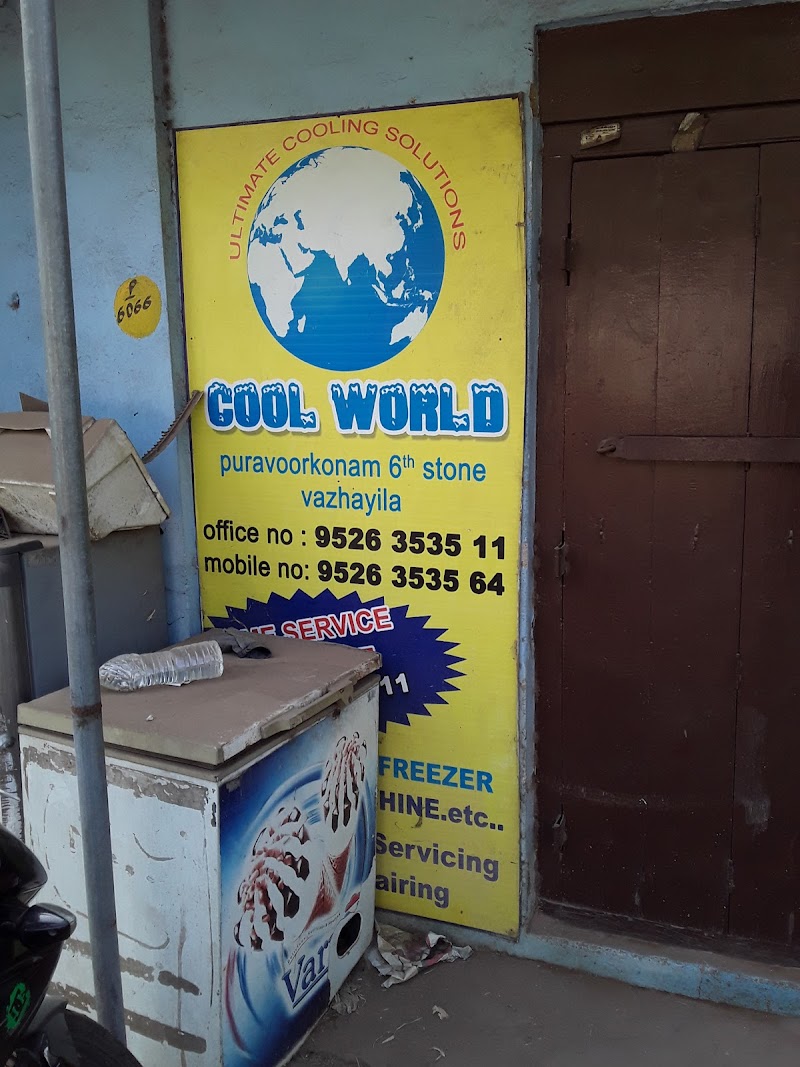 ULTIMATE COOLING SOLUTIONS
6066
COOL WORLD
puravoorkonam 6th stone
vazhayila
office no : 9526 3535 11
mobile no: 9526 3535 64
SERVICE
11
FREEZER
HINE.etc..
Servicing
airing
Var